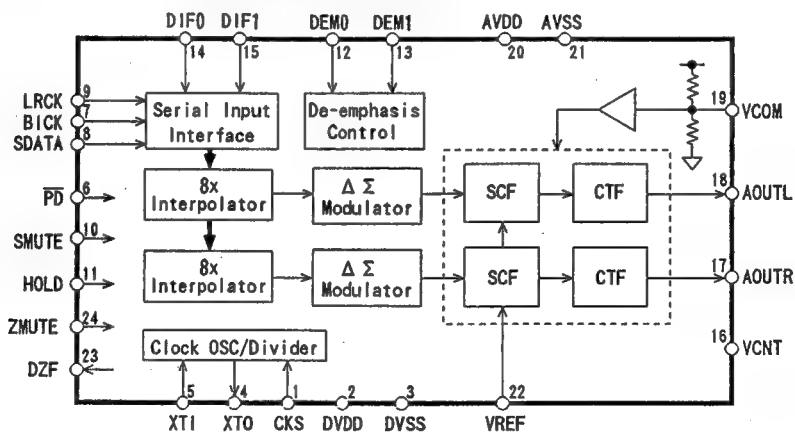 DIF0 DIF1 DEM0 DEM1 AVDD AVSS
14 15 12 13 20 21
LRCK 9
BICK 7
SDATA 8
Serial Input
Interface
De-emphasis
Control
19 VCOM
PD 6
8x
Interpolator
ΔΣ
Modulator
SCF
CTF
18 AOUTL
SMUTE 10
HOLD 11
8x
Interpolator
ΔΣ
Modulator
SCF
CTF
17 AOUTR
ZMUTE 24
DZF 23
Clock OSC/Divider
16 VCNT
5 4 1 2 3 22
XTI XTO CKS DVDD DVSS VREF